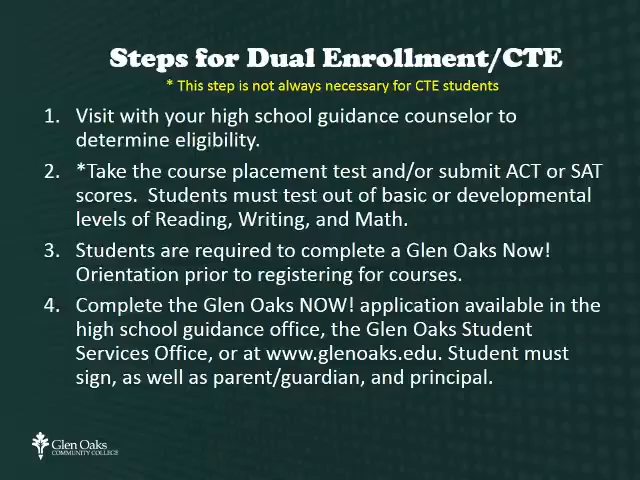 Steps for Dual Enrollment/CTE
* This step is not always necessary for CTE students
1. Visit with your high school guidance counselor to
determine eligibility.
2. *Take the course placement test and/or submit ACT or SAT
scores.  Students must test out of basic or developmental
levels of Reading, Writing, and Math.
3. Students are required to complete a Glen Oaks Now!
Orientation prior to registering for courses.
4. Complete the Glen Oaks NOW! application available in the
high school guidance office, the Glen Oaks Student
Services Office, or at www.glenoaks.edu. Student must
sign, as well as parent/guardian, and principal.
Glen Oaks
COMMUNITY COLLEGE